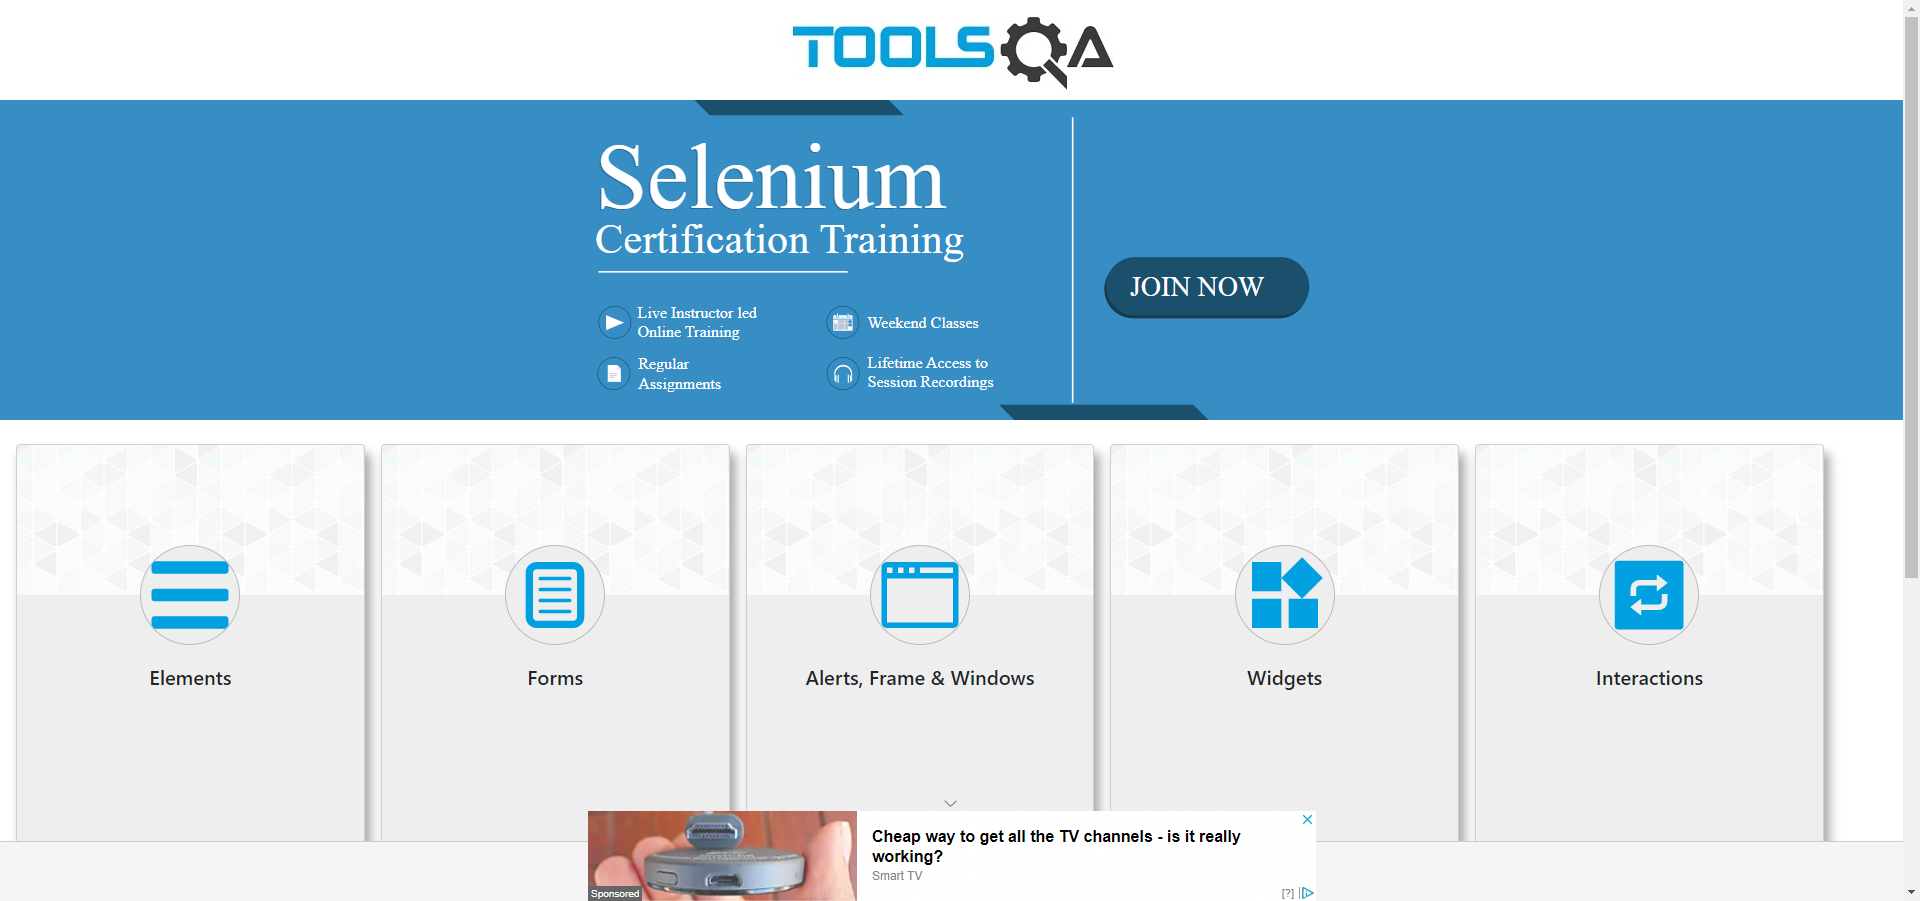 TOOLSQA
Selenium
Certification Training
JOIN NOW
Live Instructor led
Online Training
Weekend Classes
Regular
Assignments
Lifetime Access to
Session Recordings
Elements
Forms
Alerts, Frame & Windows
Widgets
Interactions
Cheap way to get all the TV channels - is it really
working?
Smart TV
Sponsored
[?]